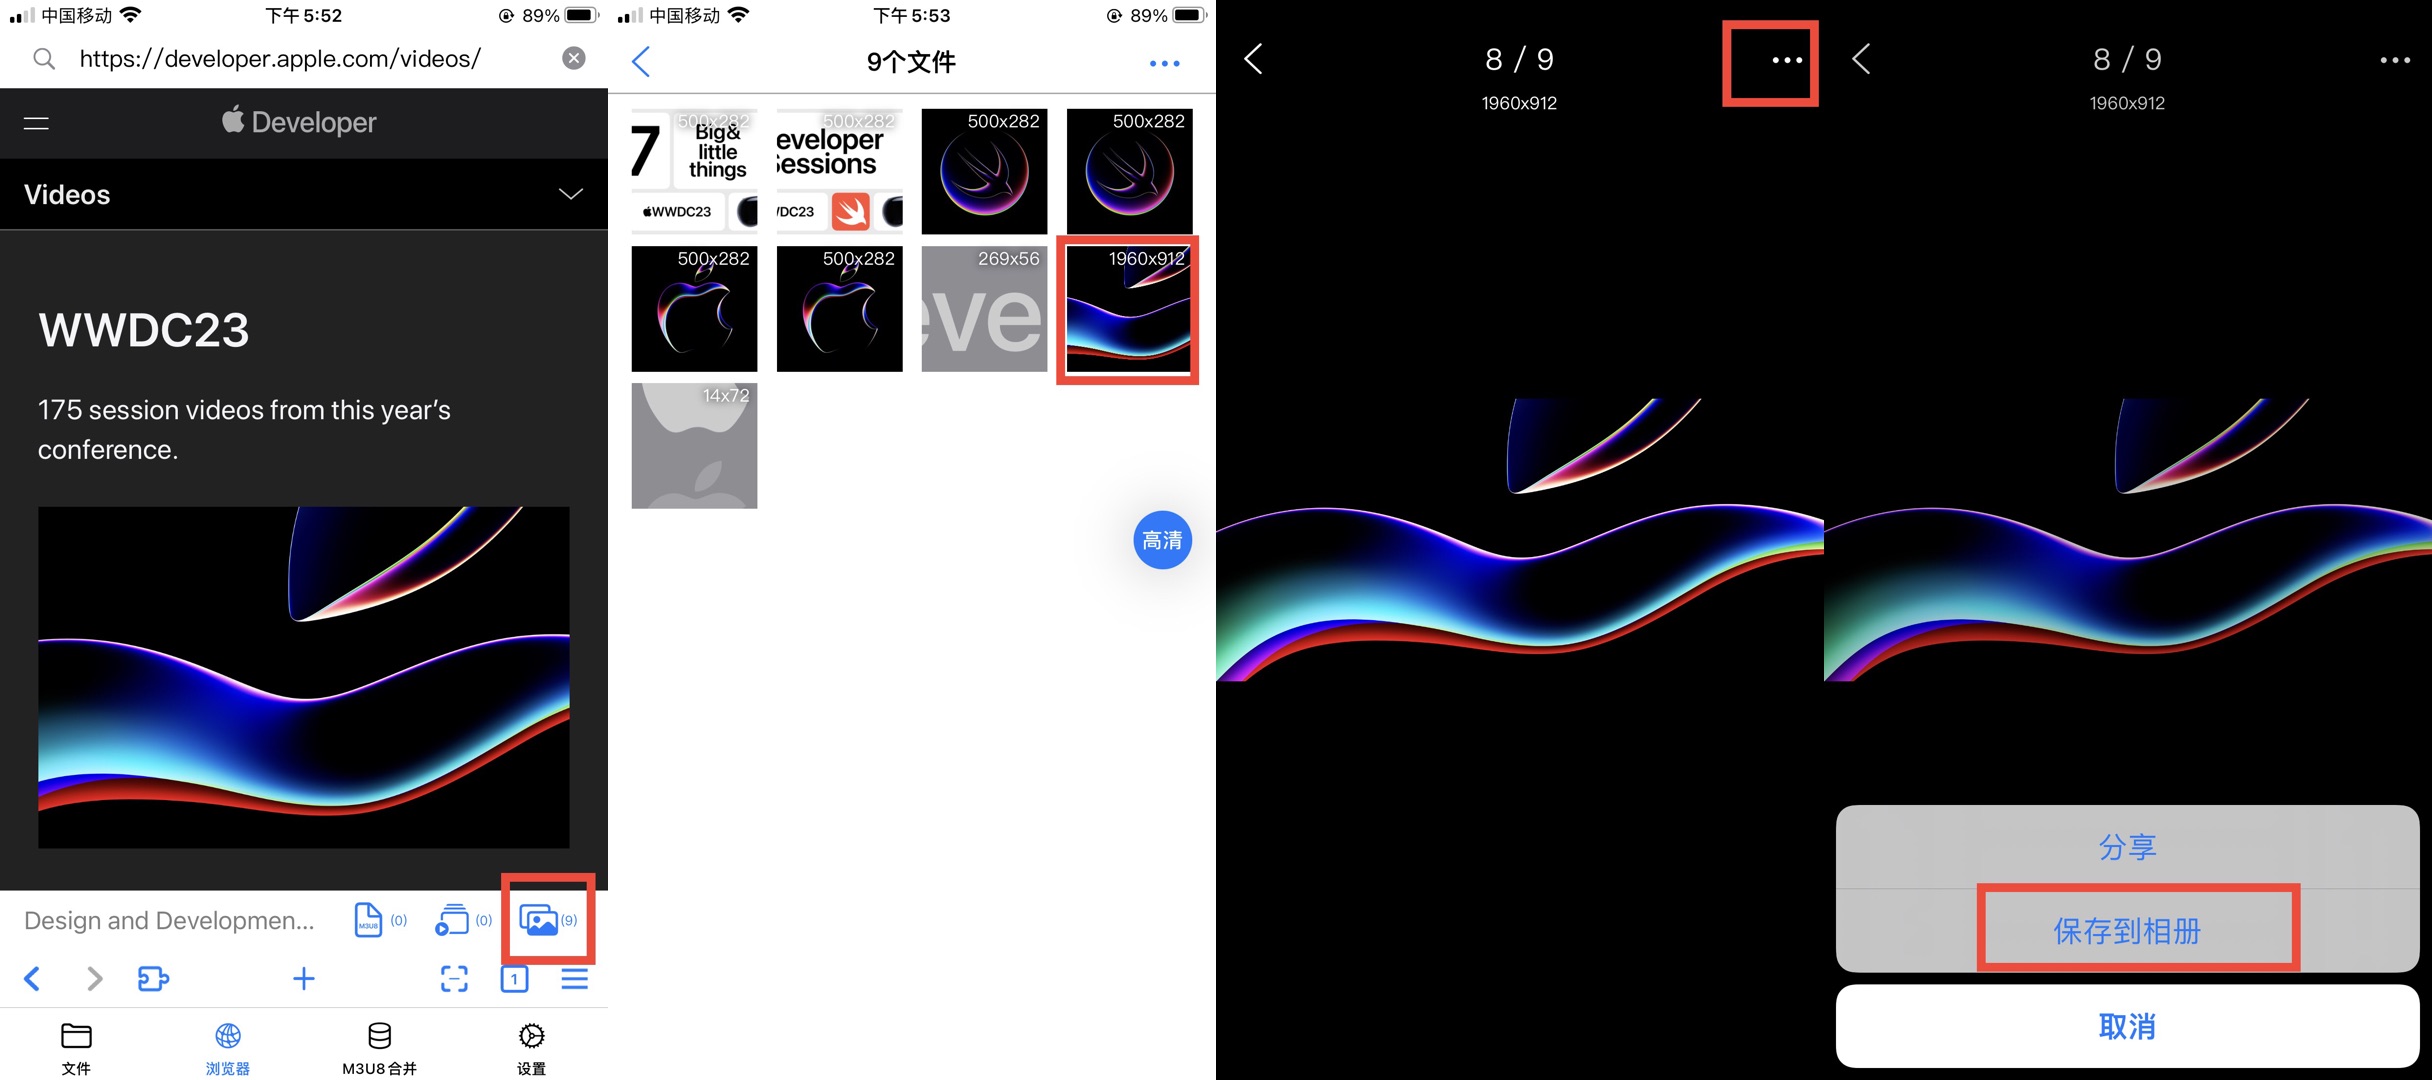 中国移动 下午 5:52 89%
https://developer.apple.com/videos/
Developer
Videos
WWDC23
175 session videos from this year’s
conference.
Design and Developmen... M3U8 (0) (0) (9)
1
文件 浏览器 M3U8合并 设置
中国移动 下午 5:53 89%
9个文件
500x282 500x282 500x282 500x282
7 Big&
little
things
WWDC23
eveloper
Sessions
/DC23
500x282 500x282 269x56 1960x912
eve
14x72
高清
8 / 9
1960x912
8 / 9
1960x912
分享
保存到相册
取消